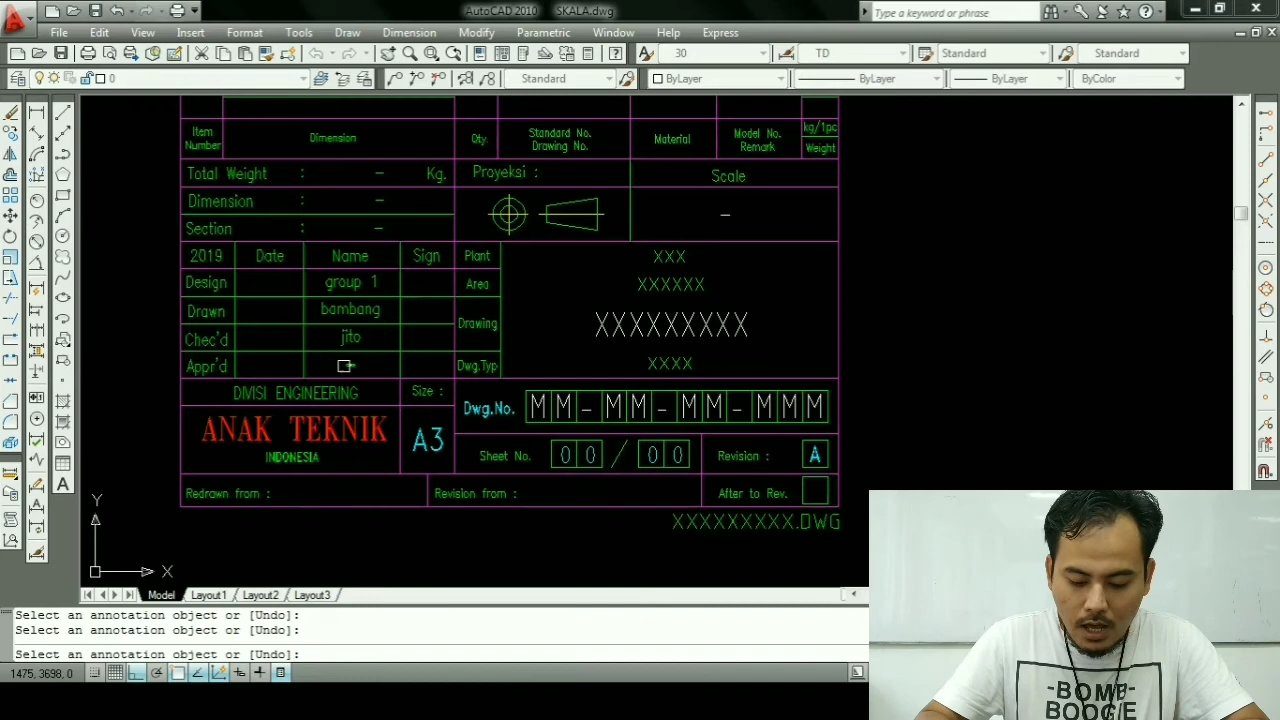 AutoCAD 2010 SKALA.dwg
Type a keyword or phrase
File Edit View Insert Format Tools Draw Dimension Modify Parametric Window Help Express
30 TD Standard Standard
0 Standard ByLayer ByLayer ByLayer ByColor
Item Number
Dimension
Qty.
Standard No.
Drawing No.
Material
Model No.
Remark
kg/1pc
Weight
Total Weight : - Kg.
Proyeksi :
Scale
Dimension : -
-
Section : -
2019 Date Name Sign Plant XXX
Design group 1 Area XXXXXX
Drawn bambang
Drawing XXXXXXXXX
Chec'd jito
Appr'd
Dwg.Typ XXXX
DIVISI ENGINEERING
Size :
Dwg.No. MM-MM-MM-MMM
ANAK TEKNIK
INDONESIA
A3
Sheet No. 00/00
Revision : A
Redrawn from :
Revision from :
After to Rev.
XXXXXXXXX.DWG
Y
X
Model Layout1 Layout2 Layout3
Select an annotation object or [Undo]:
Select an annotation object or [Undo]:
Select an annotation object or [Undo]:
1475, 3698, 0
-BOMB-
BOOGIE